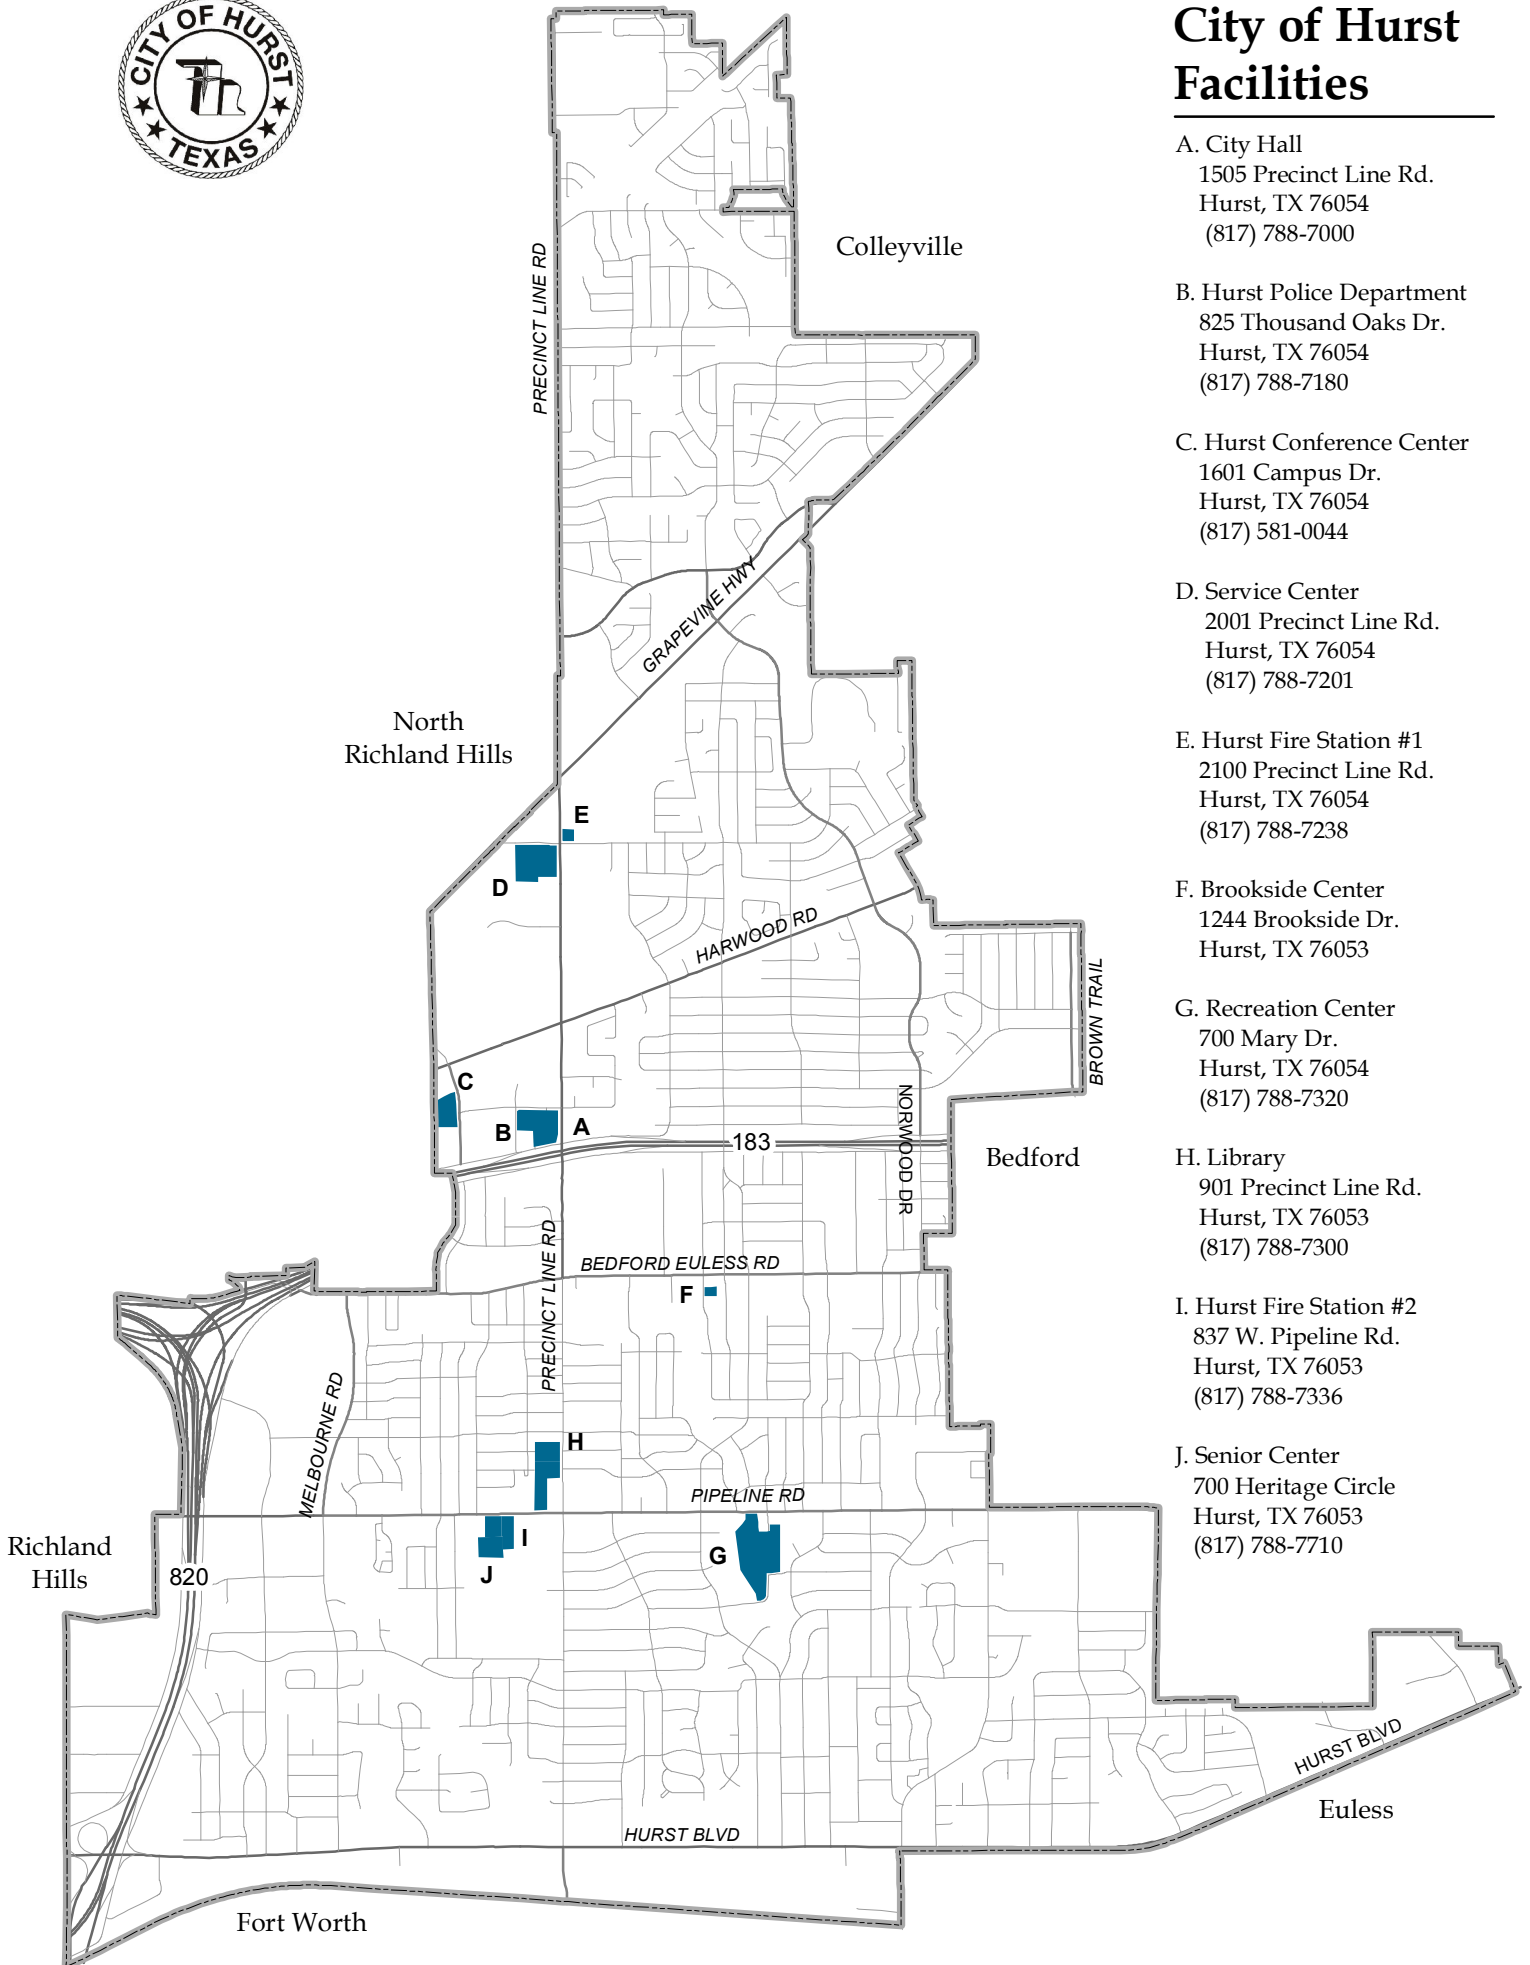 CITY OF HURST
TEXAS
City of Hurst
Facilities
A. City Hall
1505 Precinct Line Rd.
Hurst, TX 76054
(817) 788-7000
B. Hurst Police Department
825 Thousand Oaks Dr.
Hurst, TX 76054
(817) 788-7180
C. Hurst Conference Center
1601 Campus Dr.
Hurst, TX 76054
(817) 581-0044
D. Service Center
2001 Precinct Line Rd.
Hurst, TX 76054
(817) 788-7201
E. Hurst Fire Station #1
2100 Precinct Line Rd.
Hurst, TX 76054
(817) 788-7238
F. Brookside Center
1244 Brookside Dr.
Hurst, TX 76053
G. Recreation Center
700 Mary Dr.
Hurst, TX 76054
(817) 788-7320
H. Library
901 Precinct Line Rd.
Hurst, TX 76053
(817) 788-7300
I. Hurst Fire Station #2
837 W. Pipeline Rd.
Hurst, TX 76053
(817) 788-7336
J. Senior Center
700 Heritage Circle
Hurst, TX 76053
(817) 788-7710
Colleyville
PRECINCT LINE RD
GRAPEVINE HWY
North
Richland Hills
E
D
HARWOOD RD
BROWN TRAIL
C
B
A
183
NORWOOD DR
Bedford
PRECINCT LINE RD
BEDFORD EULESS RD
F
MELBOURNE RD
H
PIPELINE RD
I
J
G
Richland
Hills
820
HURST BLVD
Euless
HURST BLVD
Fort Worth